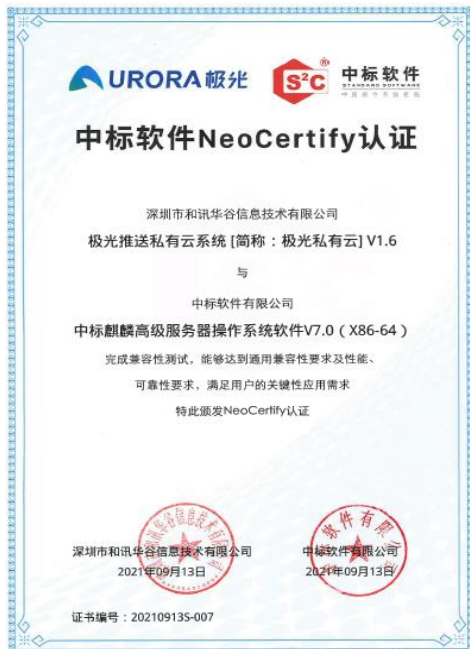 AURORA极光
S²C® 中标软件
STANDARD SOFTWARE
中标软件NeoCertify认证
深圳市和讯华谷信息技术有限公司
极光推送私有云系统 [简称：极光私有云] V1.6
与
中标软件有限公司
中标麒麟高级服务器操作系统软件V7.0（X86-64）
完成兼容性测试，能够达到通用兼容性要求及性能、
可靠性要求，满足用户的关键性应用需求
特此颁发NeoCertify认证
深圳市和讯华谷信息技术有限公司
2021年09月13日
中标软件有限公司
2021年09月13日
证书编号：20210913S-007